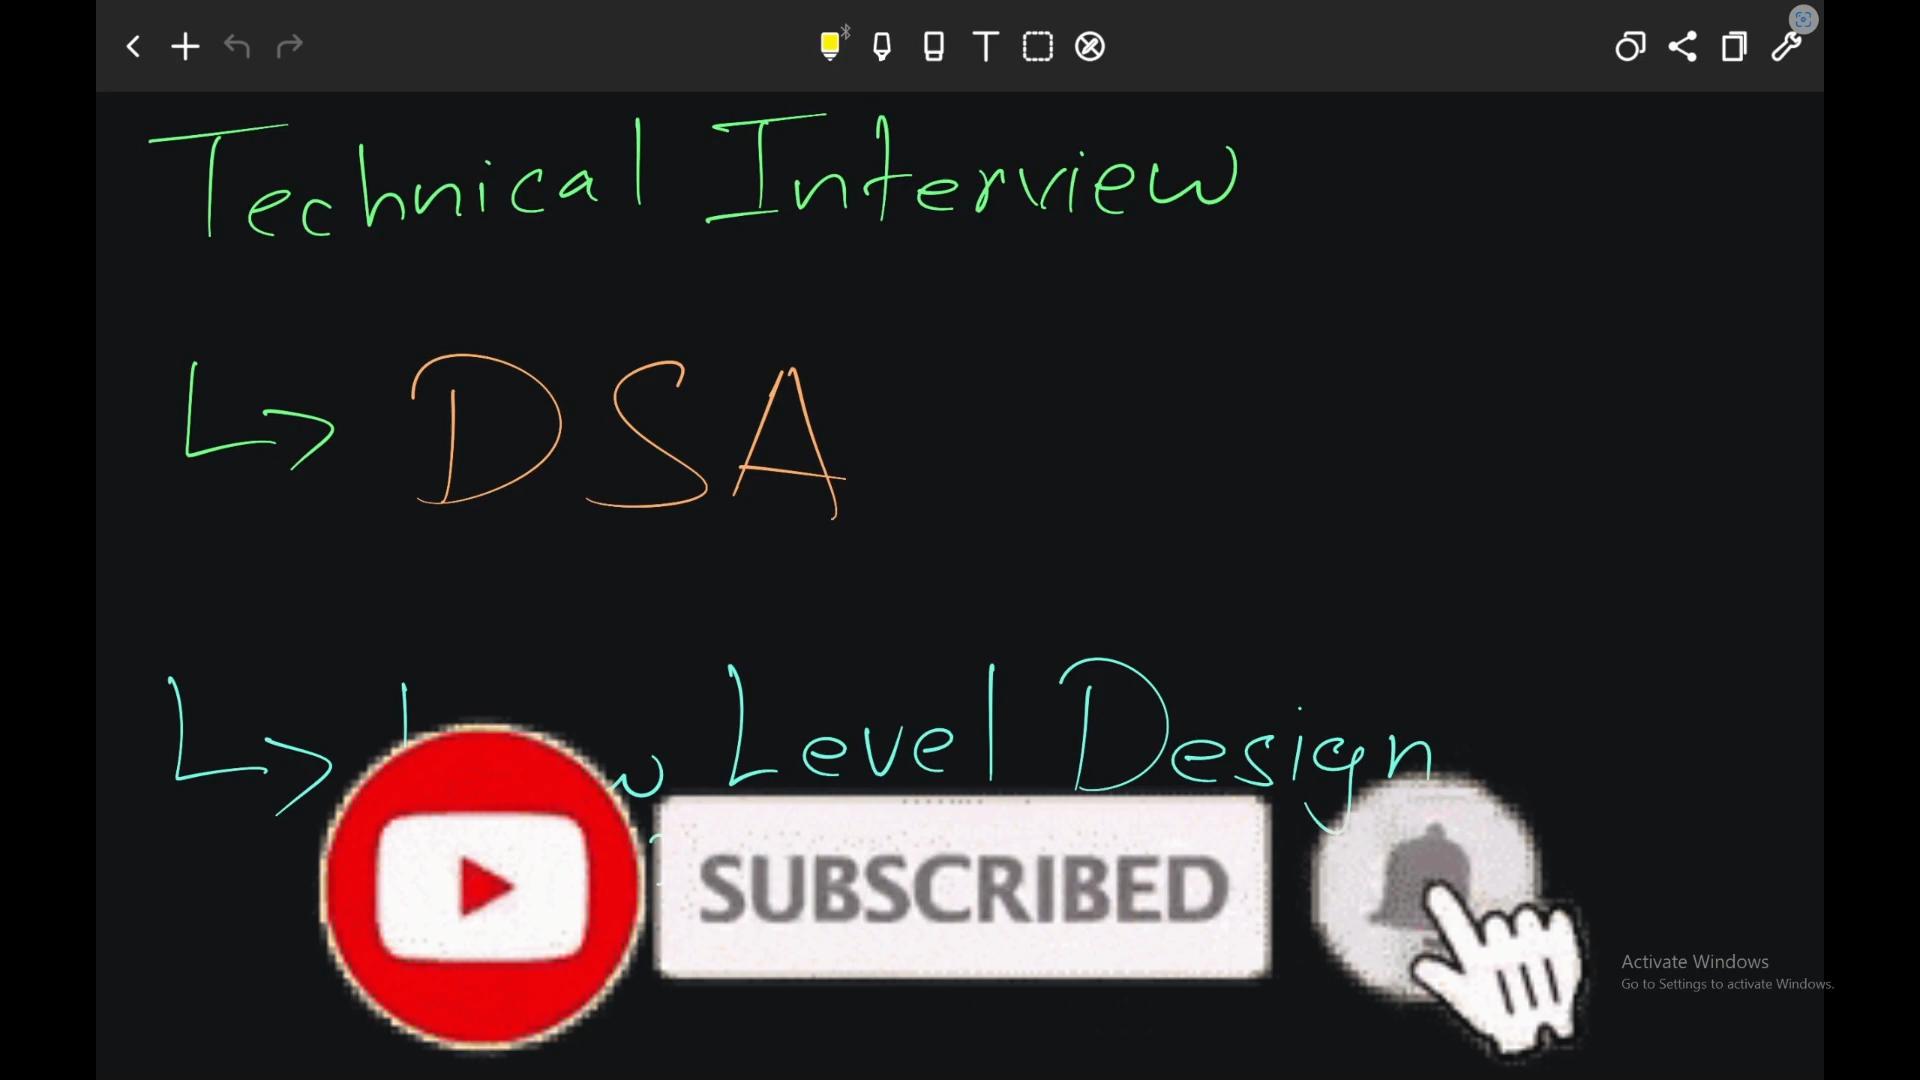 Technical Interview
↳ DSA
↳ Level Design
SUBSCRIBED
Activate Windows
Go to Settings to activate Windows.